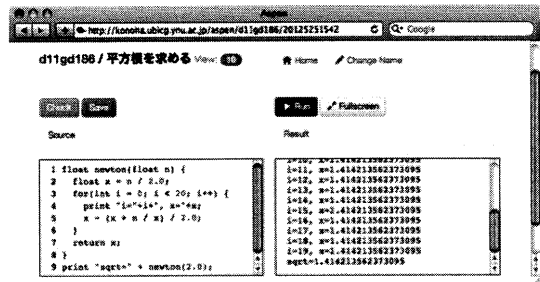 Aspen
http://konoha.ubicg.ynu.ac.jp/aspen/d11gd186/20125251542
Google
d11gd186 / 平方根を求める View:
Home
Change Name
Check
Save
Run
Fullscreen
Source
Result
1 float newton(float n) {
2 float x = n / 2.0;
3 for(int i = 0; i < 20; i++) {
4 print "i="+i+", x="+x;
5 x = (x + n / x) / 2.0;
6 }
7 return x;
8 }
9 print "sqrt=" + newton(2.0);
i=10, x=1.414213562373095
i=11, x=1.414213562373095
i=12, x=1.414213562373095
i=13, x=1.414213562373095
i=14, x=1.414213562373095
i=15, x=1.414213562373095
i=16, x=1.414213562373095
i=17, x=1.414213562373095
i=18, x=1.414213562373095
i=19, x=1.414213562373095
sqrt=1.414213562373095